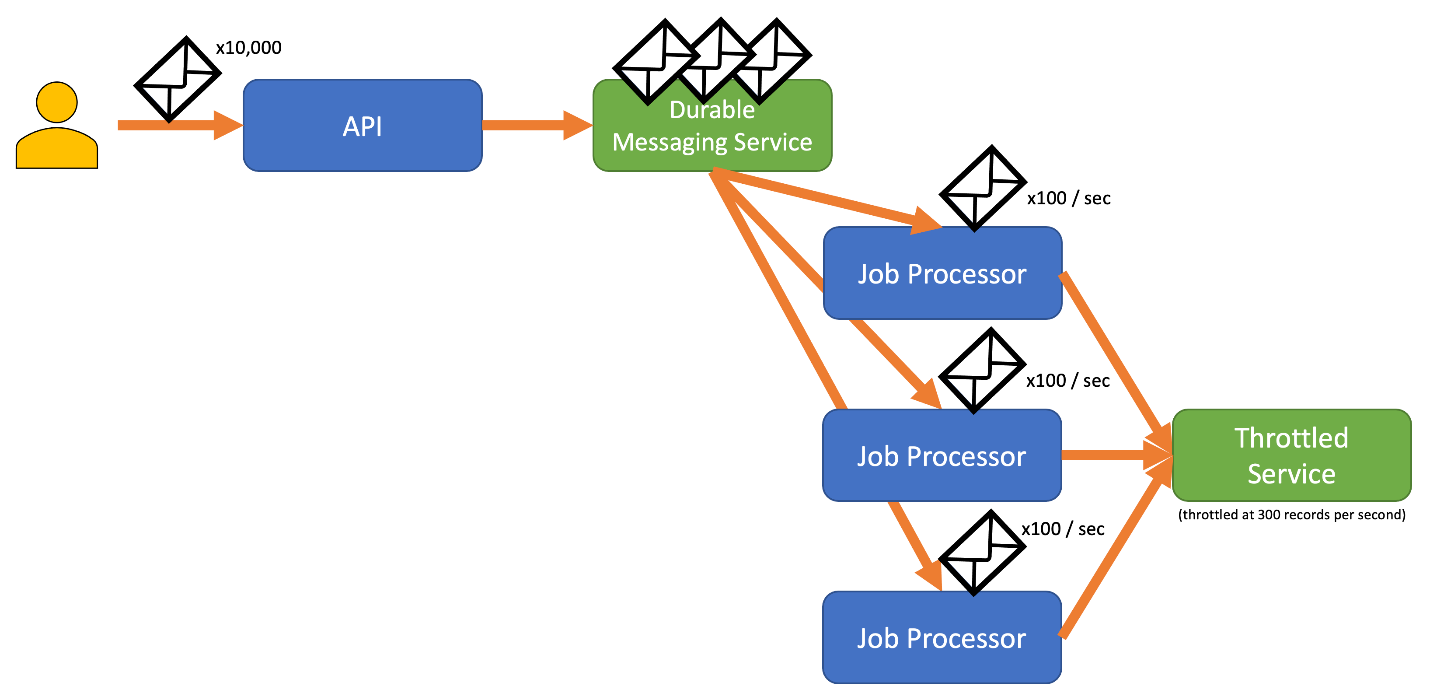 x10,000
API
Durable
Messaging Service
x100 / sec
Job Processor
x100 / sec
Job Processor
Throttled
Service
(throttled at 300 records per second)
x100 / sec
Job Processor